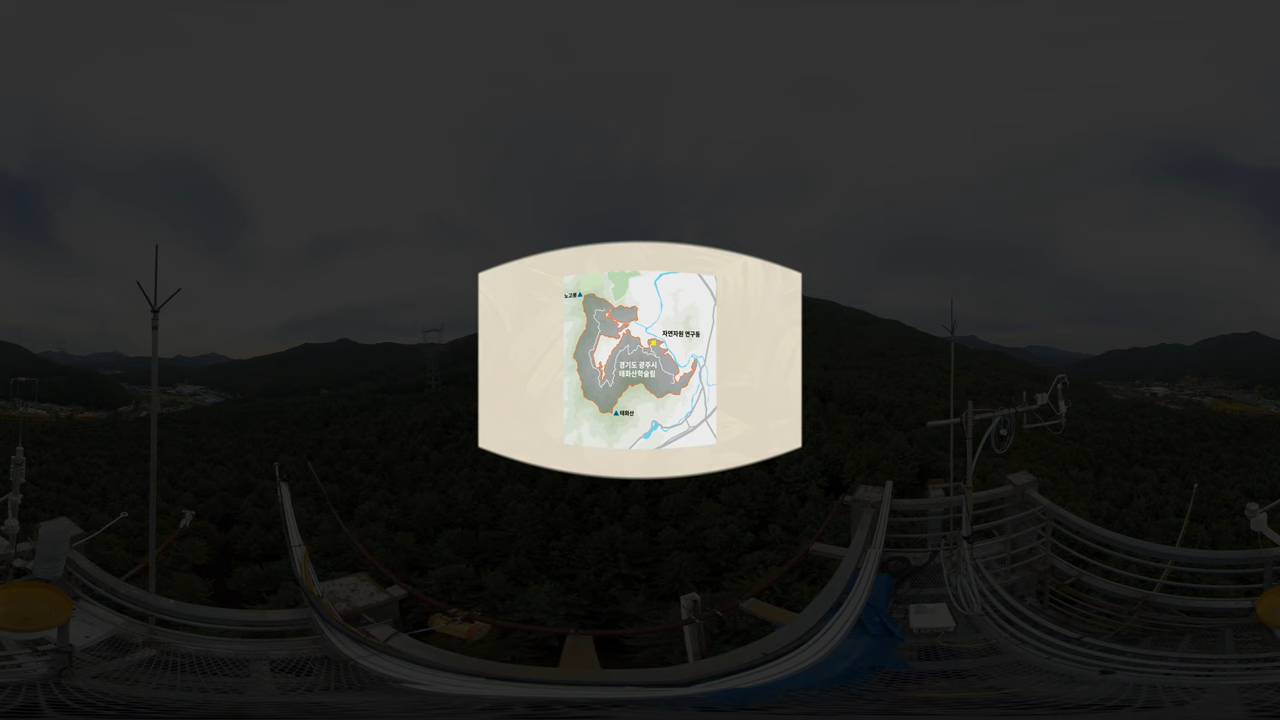 노고봉
자연자원 연구동
경기도 광주시
태화산학술림
태화산